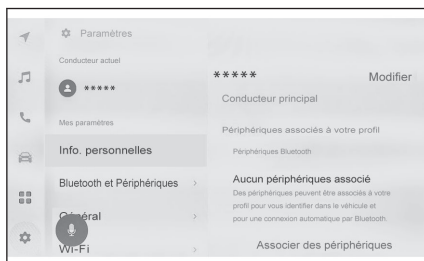 Paramètres
Conducteur actuel
*****
Mes paramètres
Info. personnelles
Bluetooth et Périphériques
Général
Wi-Fi
***** Modifier
Conducteur principal
Périphériques associés à votre profil
Périphériques Bluetooth
Aucun périphériques associé
Des périphériques peuvent être associés à votre
profil pour vous identifier dans le véhicule et
pour une connexion automatique par Bluetooth.
Associer des périphériques